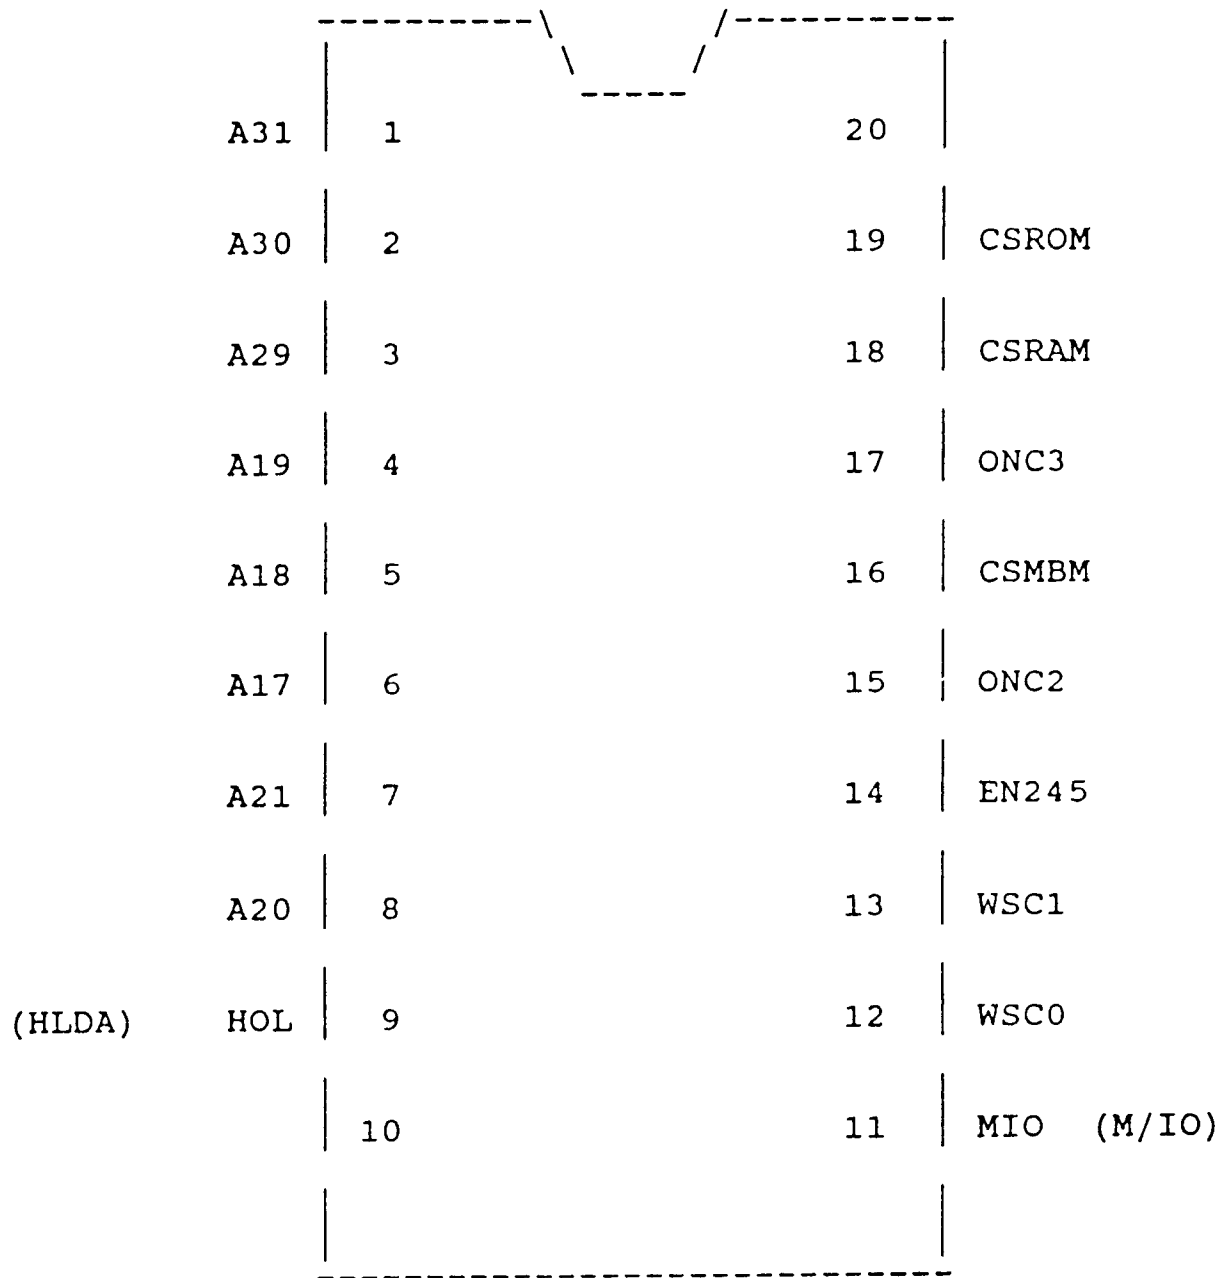 A31 1 20
A30 2 19 CSROM
A29 3 18 CSRAM
A19 4 17 ONC3
A18 5 16 CSMBM
A17 6 15 ONC2
A21 7 14 EN245
A20 8 13 WSC1
(HLDA) HOL 9 12 WSC0
10 11 MIO (M/IO)